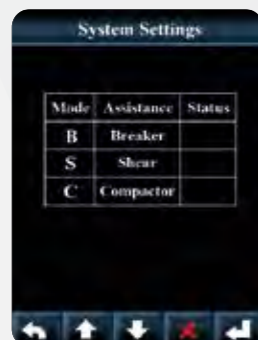 System Settings
Mode Assistance Status
B Breaker
S Shear
C Compactor